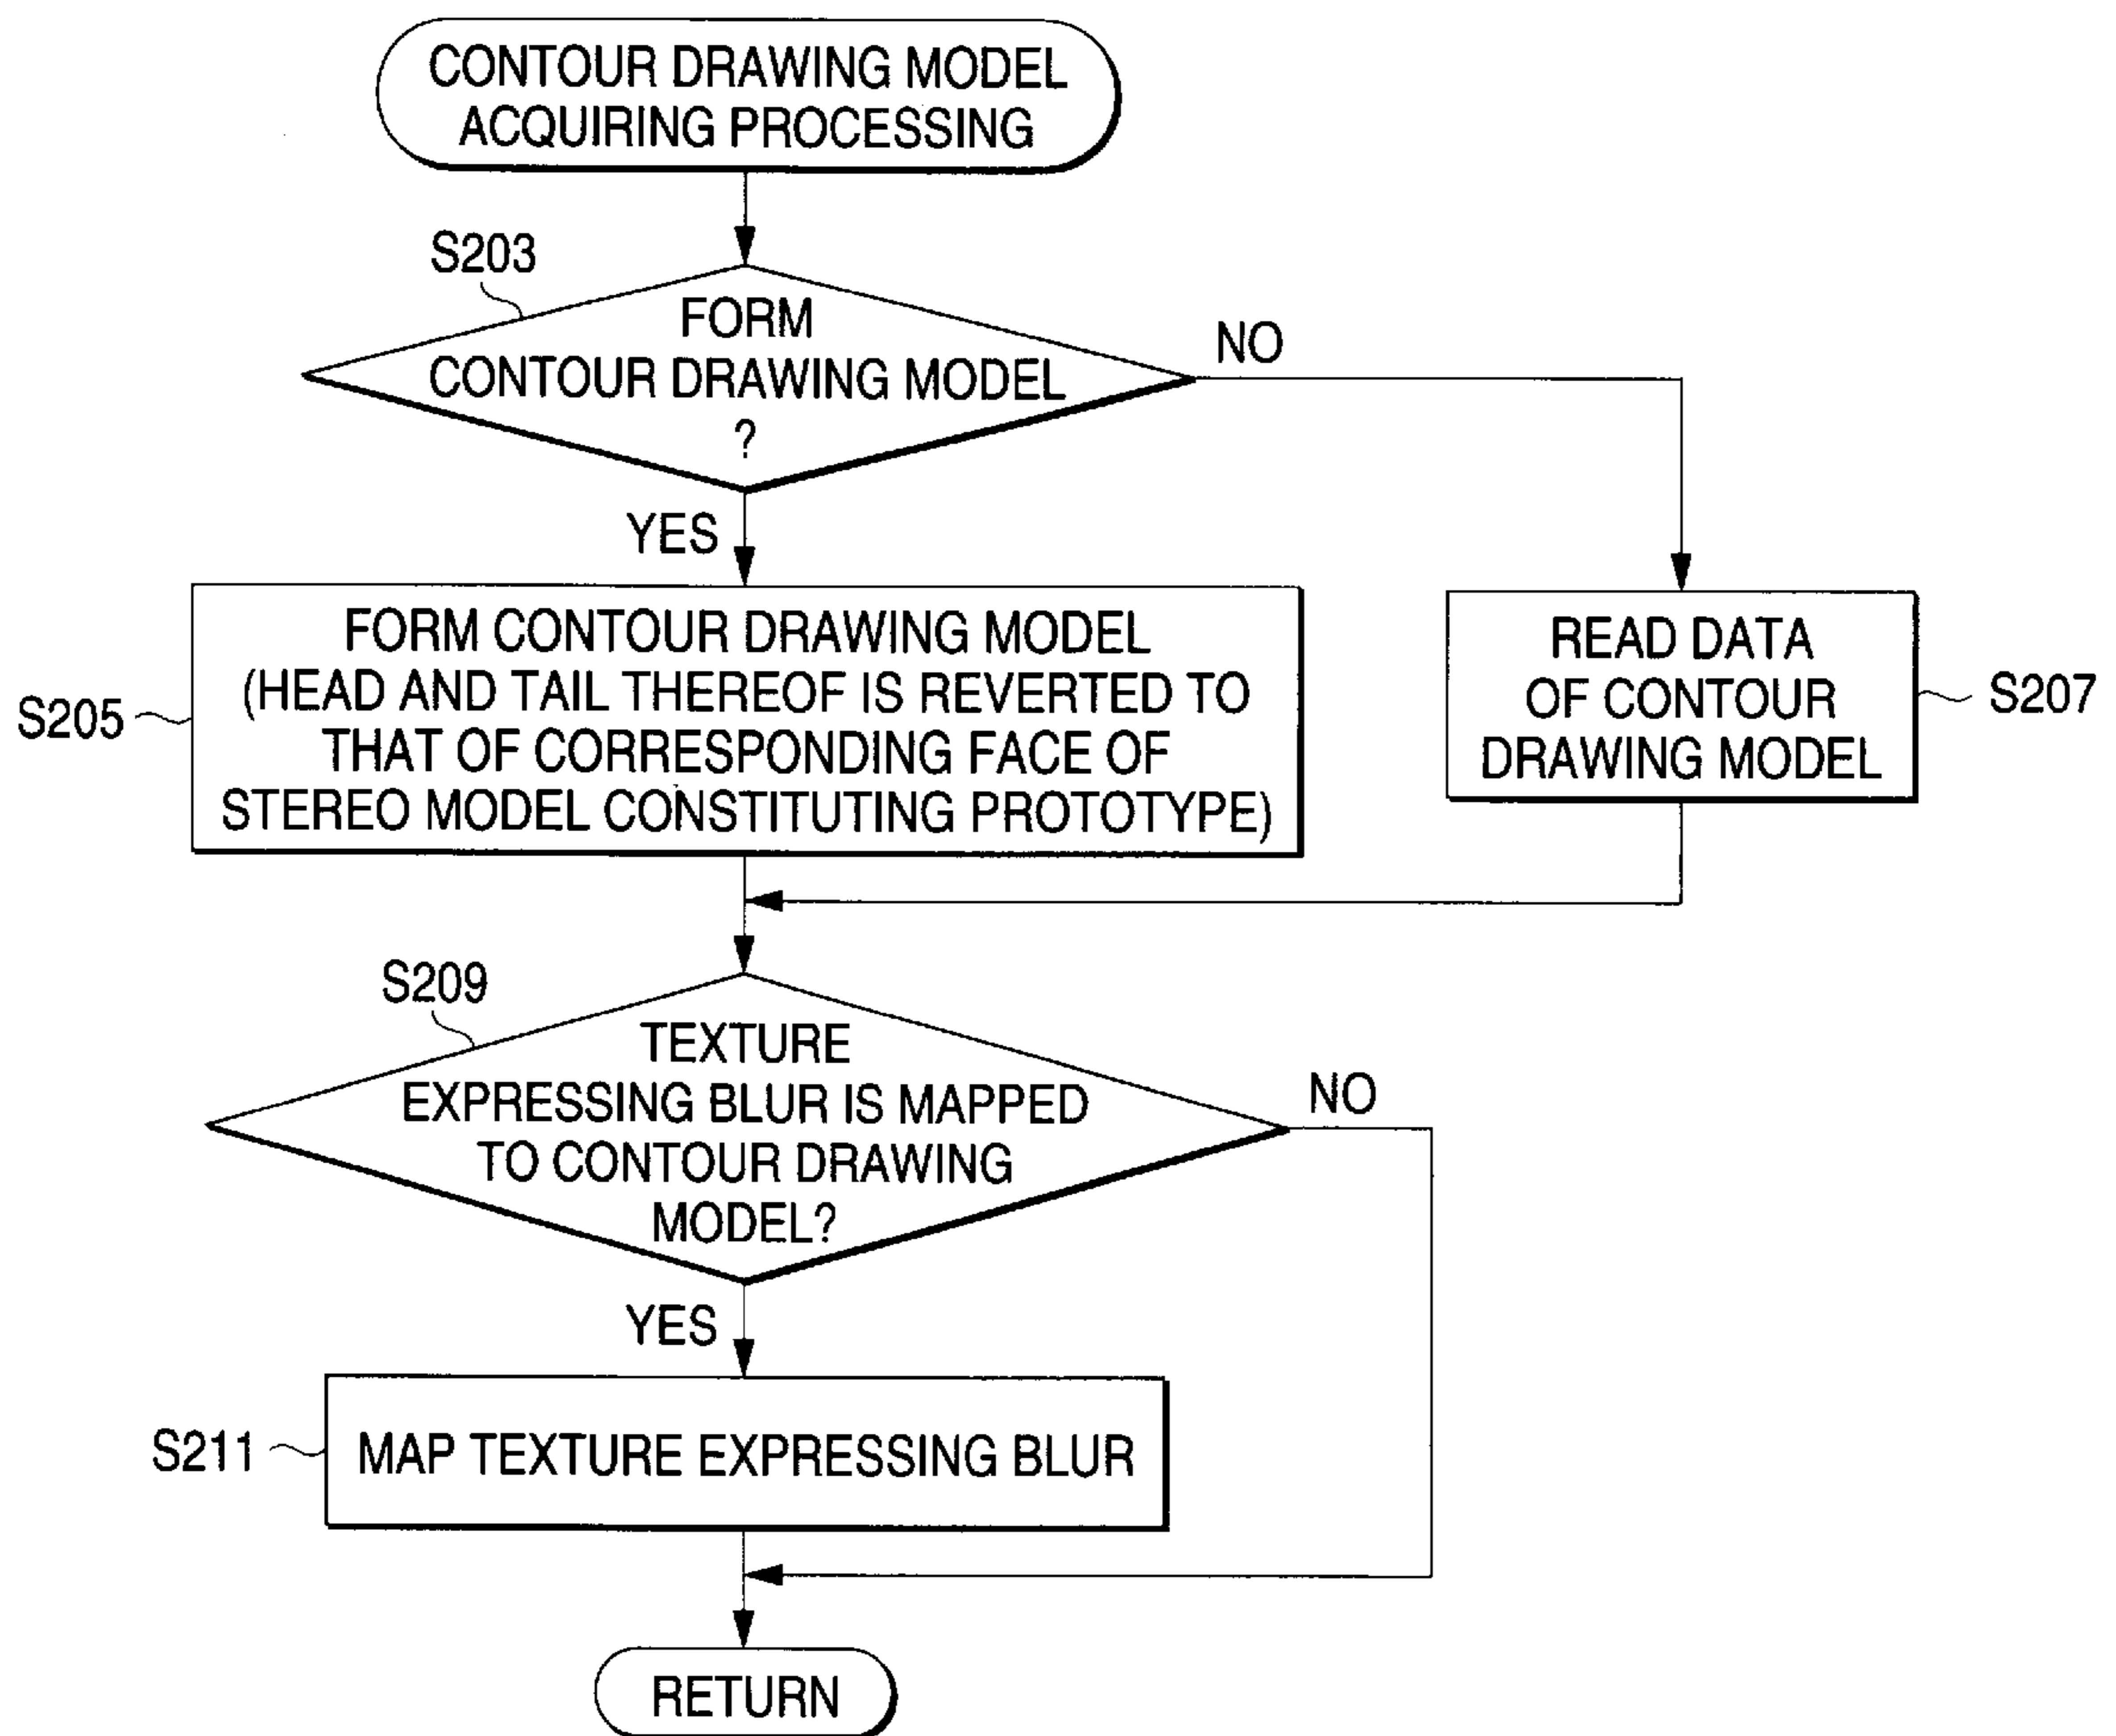 CONTOUR DRAWING MODEL
ACQUIRING PROCESSING
S203
FORM
CONTOUR DRAWING MODEL
?
NO
YES
S205
FORM CONTOUR DRAWING MODEL
(HEAD AND TAIL THEREOF IS REVERTED TO
THAT OF CORRESPONDING FACE OF
STEREO MODEL CONSTITUTING PROTOTYPE)
READ DATA
OF CONTOUR
DRAWING MODEL
S207
S209
TEXTURE
EXPRESSING BLUR IS MAPPED
TO CONTOUR DRAWING
MODEL?
NO
YES
S211
MAP TEXTURE EXPRESSING BLUR
RETURN